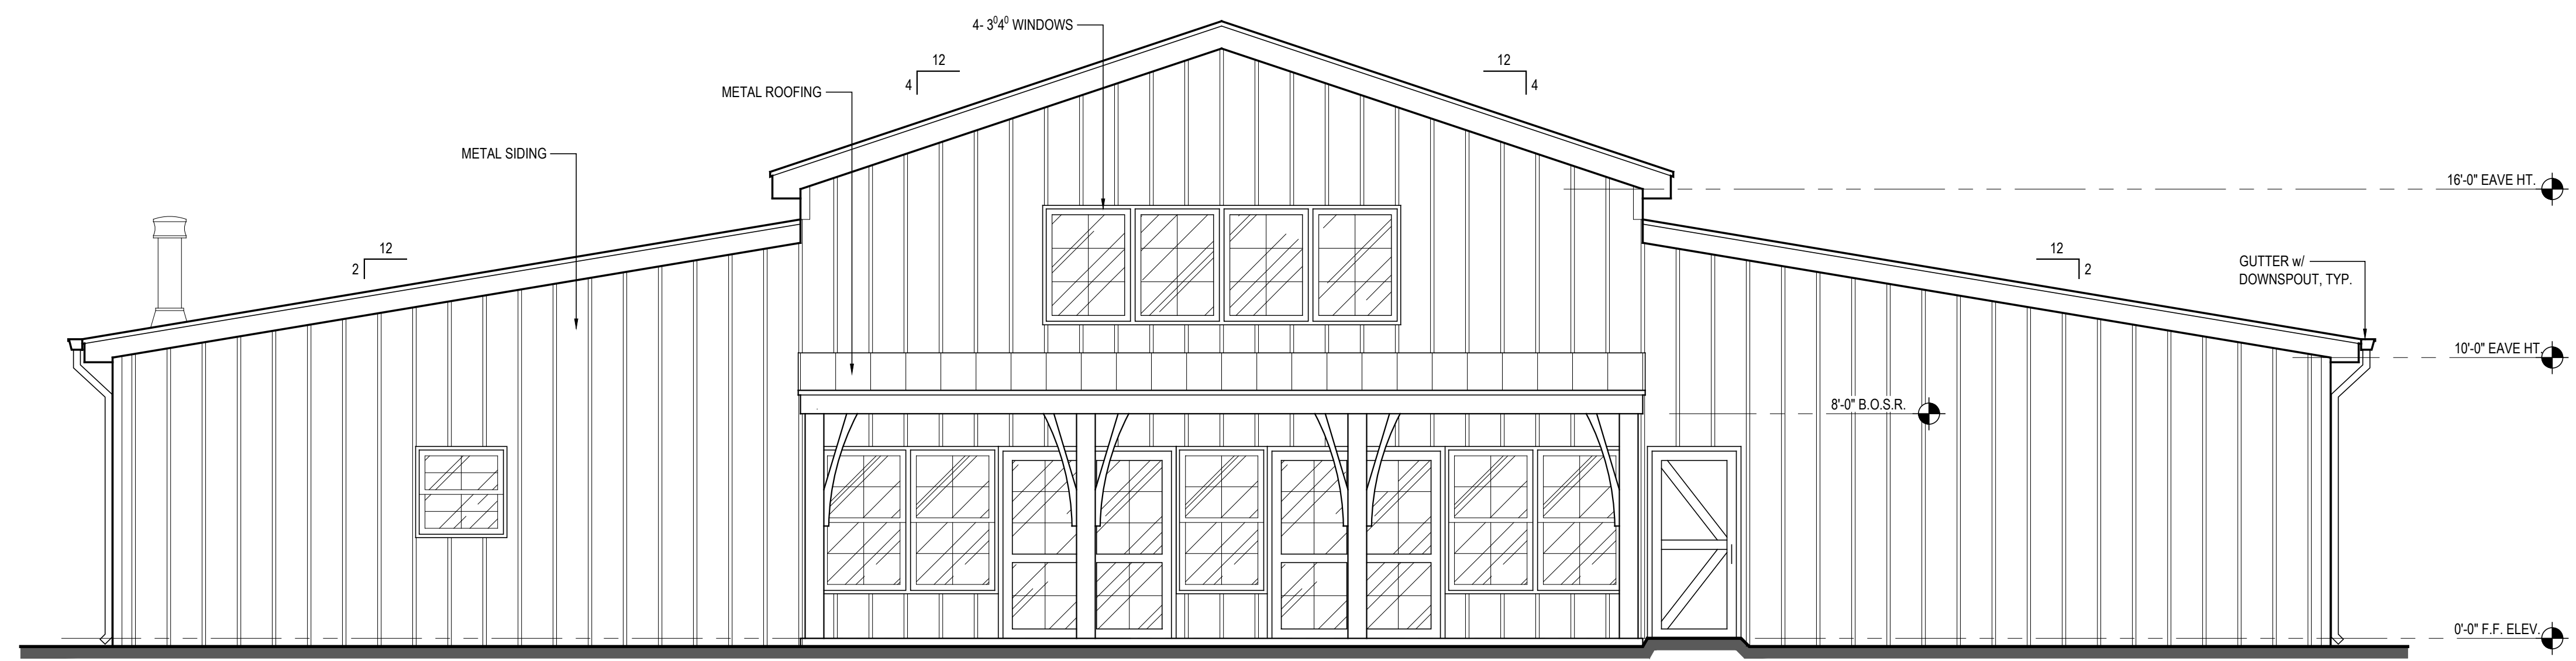 4- 3⁰4⁰ WINDOWS
12
4
12
4
METAL ROOFING
METAL SIDING
16'-0" EAVE HT.
12
2
12
2
GUTTER w/
DOWNSPOUT, TYP.
10'-0" EAVE HT.
8'-0" B.O.S.R.
0'-0" F.F. ELEV.